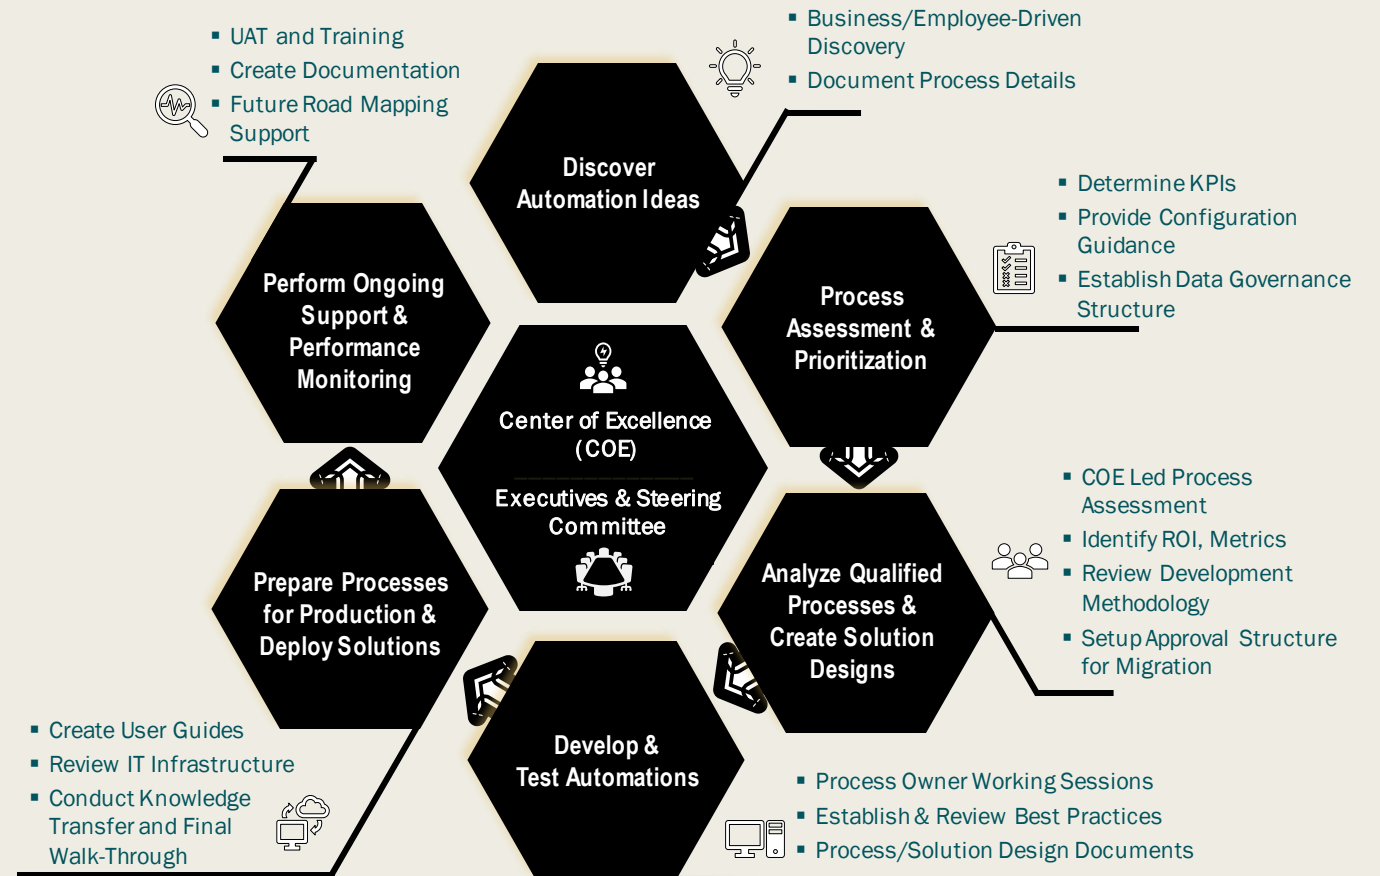 Discover
Automation Ideas
▪ Business/Employee-Driven
Discovery
▪ Document Process Details
Process
Assessment &
Prioritization
▪ Determine KPIs
▪ Provide Configuration
Guidance
▪ Establish Data Governance
Structure
Analyze Qualified
Processes &
Create Solution
Designs
▪ COE Led Process
Assessment
▪ Identify ROI, Metrics
▪ Review Development
Methodology
▪ Setup Approval Structure
for Migration
Develop &
Test Automations
▪ Process Owner Working Sessions
▪ Establish & Review Best Practices
▪ Process/Solution Design Documents
Prepare Processes
for Production &
Deploy Solutions
▪ Create User Guides
▪ Review IT Infrastructure
▪ Conduct Knowledge
Transfer and Final
Walk-Through
Perform Ongoing
Support &
Performance
Monitoring
▪ UAT and Training
▪ Create Documentation
▪ Future Road Mapping
Support
Center of Excellence
(COE)
Executives & Steering
Committee